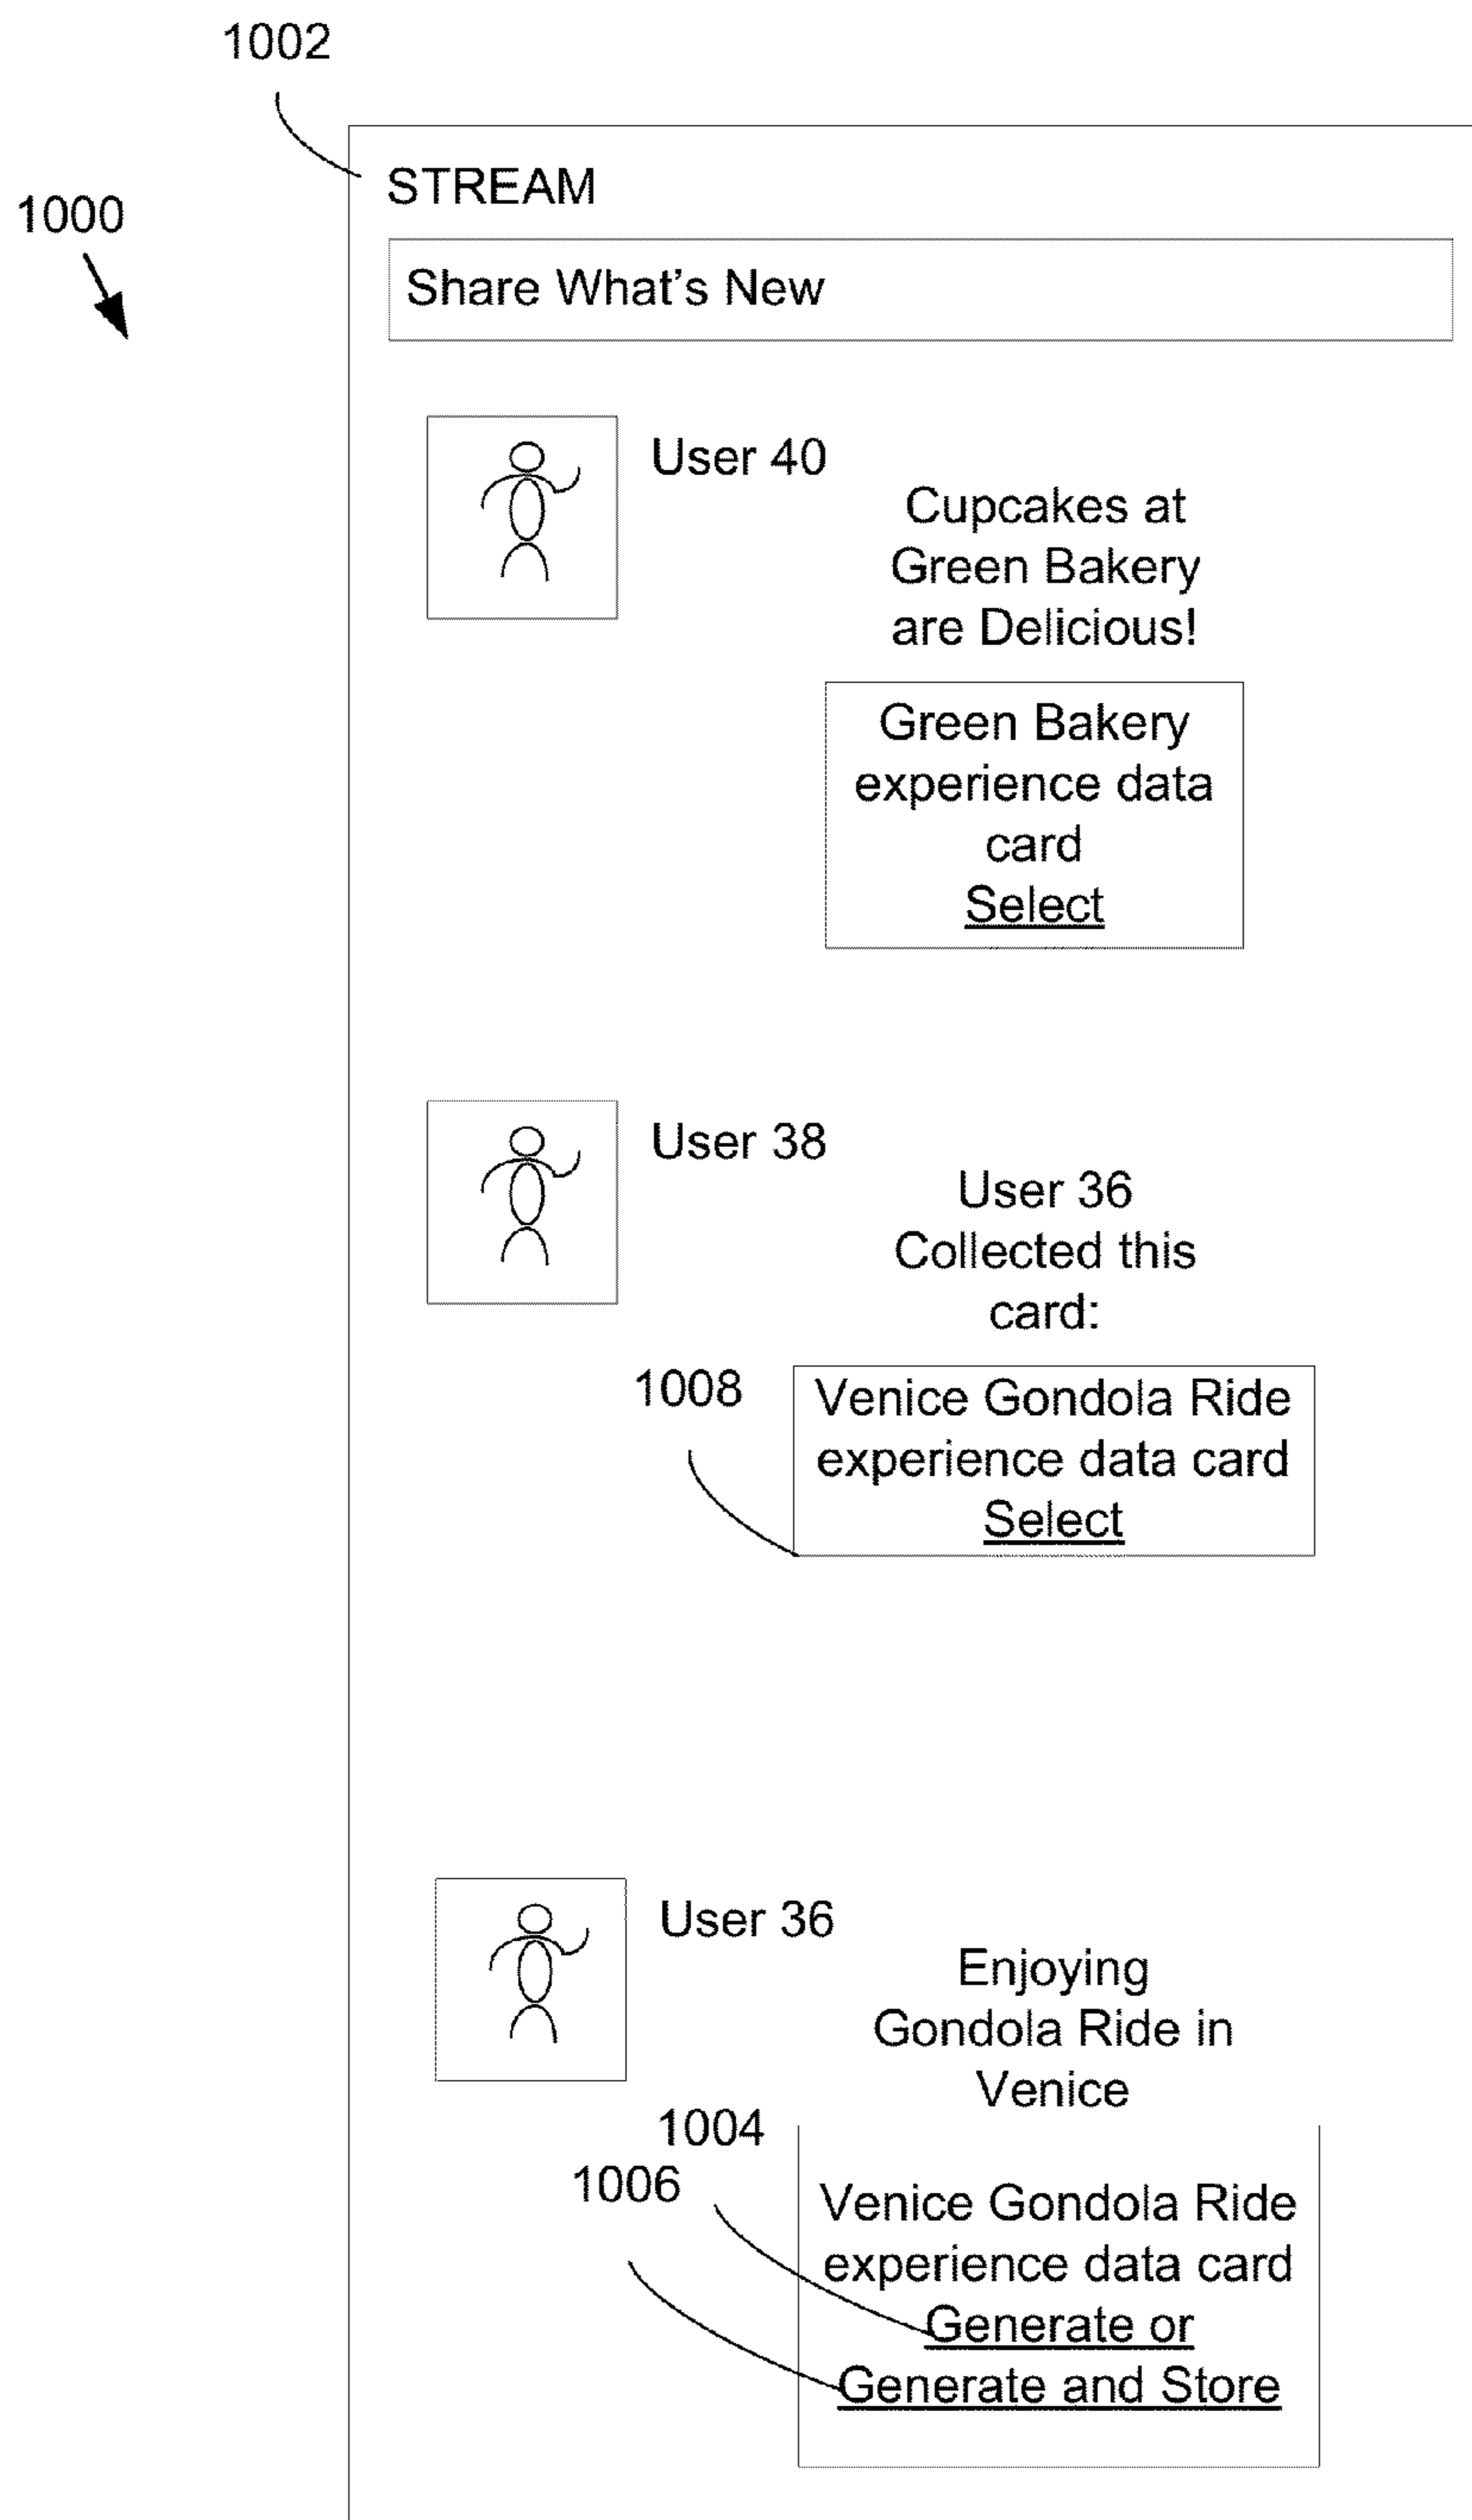 1002
1000
STREAM
Share What's New
User 40
Cupcakes at
Green Bakery
are Delicious!
Green Bakery
experience data
card
Select
User 38
User 36
Collected this
card:
1008
Venice Gondola Ride
experience data card
Select
User 36
Enjoying
Gondola Ride in
Venice
1004
1006
Venice Gondola Ride
experience data card
Generate or
Generate and Store